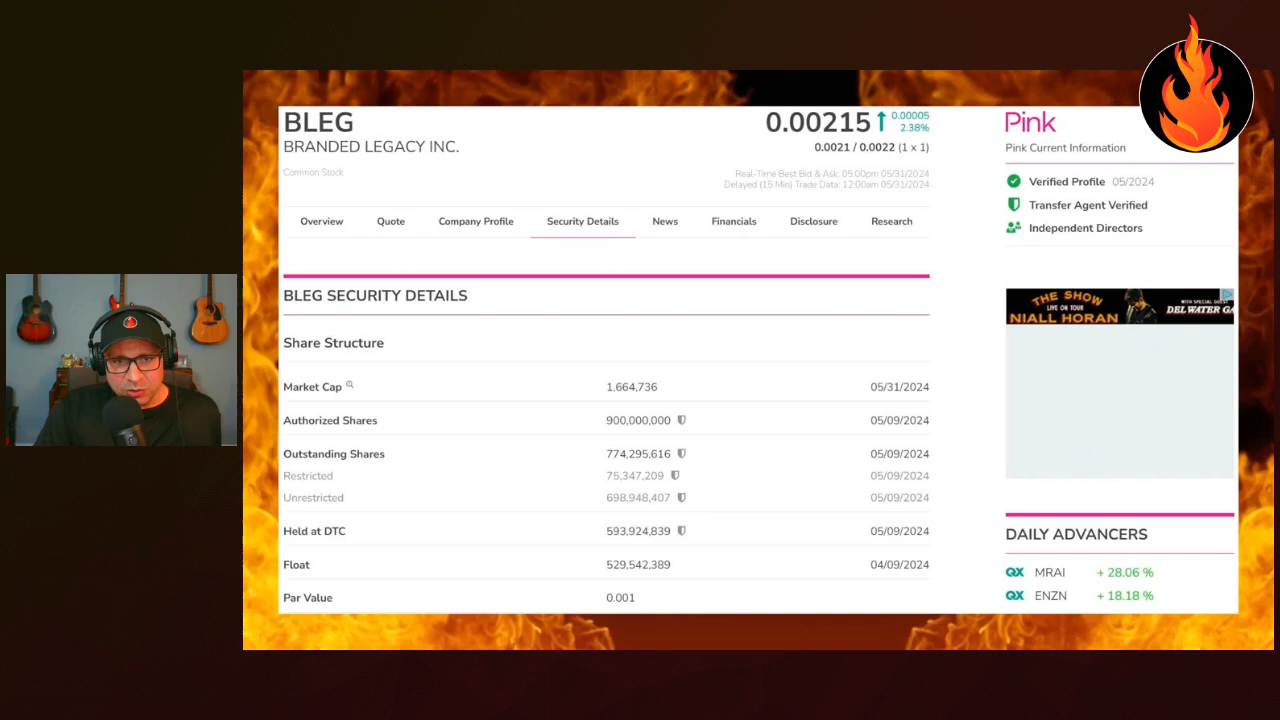 BLEG
BRANDED LEGACY INC.
Common Stock
0.00215 0.00005
2.38%
0.0021 / 0.0022 (1 x 1)
Real-Time Best Bid & Ask: 05:00pm 05/31/2024
Delayed (15 Min) Trade Data: 12:00am 05/31/2024
Pink
Pink Current Information
Verified Profile 05/2024
Transfer Agent Verified
Independent Directors
Overview Quote Company Profile Security Details News Financials Disclosure Research
BLEG SECURITY DETAILS
Share Structure
Market Cap 1,664,736 05/31/2024
Authorized Shares 900,000,000 05/09/2024
Outstanding Shares 774,295,616 05/09/2024
Restricted 75,347,209 05/09/2024
Unrestricted 698,948,407 05/09/2024
Held at DTC 593,924,839 05/09/2024
Float 529,542,389 04/09/2024
Par Value 0.001
THE SHOW
LIVE ON TOUR
NIALL HORAN
WITH SPECIAL GUEST
DEL WATER GA
DAILY ADVANCERS
QX MRAI + 28.06 %
QX ENZN + 18.18 %